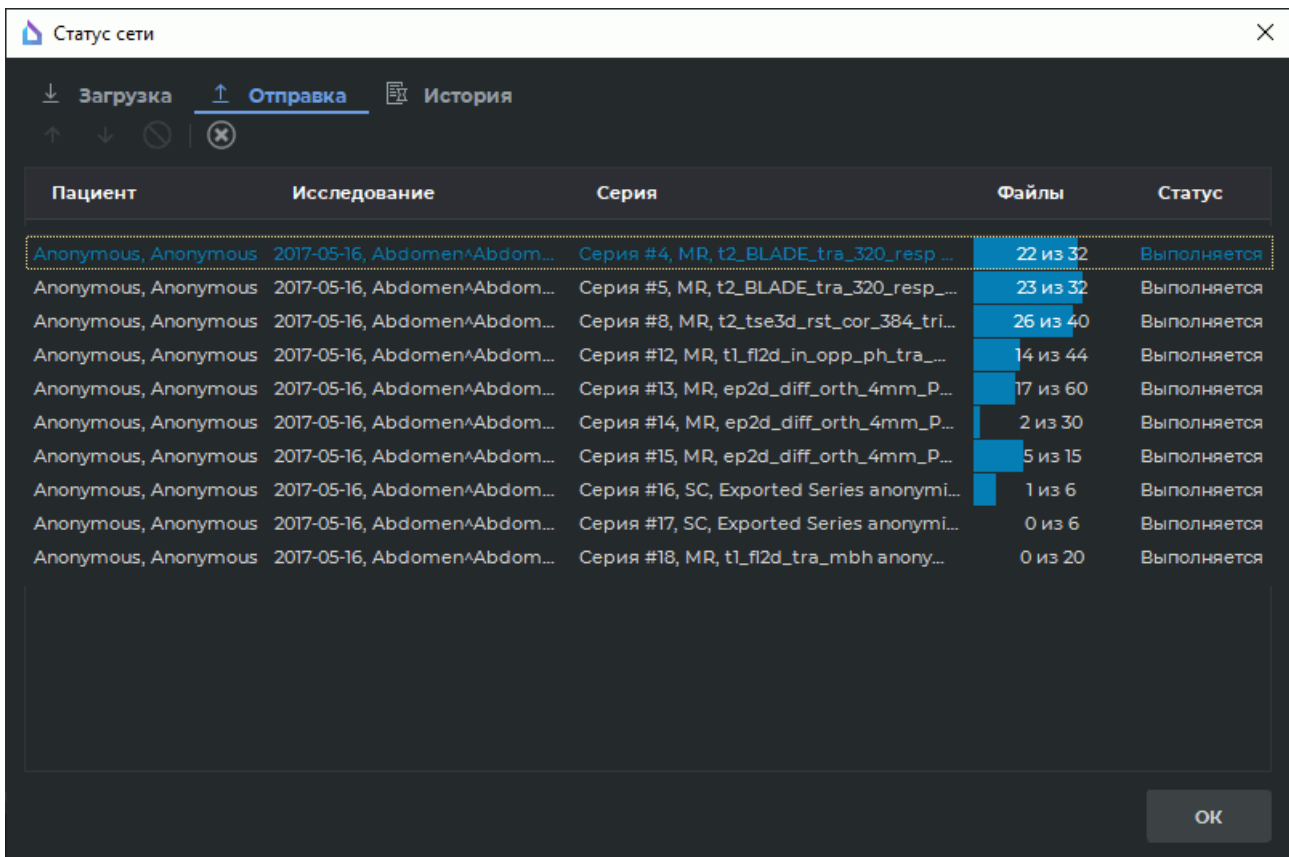 Статус сети
Загрузка Отправка История
Пациент Исследование Серия Файлы Статус
Anonymous, Anonymous 2017-05-16, Abdomen^Abdom... Серия #4, MR, t2_BLADE_tra_320_resp ... 22 из 32 Выполняется
Anonymous, Anonymous 2017-05-16, Abdomen^Abdom... Серия #5, MR, t2_BLADE_tra_320_resp_... 23 из 32 Выполняется
Anonymous, Anonymous 2017-05-16, Abdomen^Abdom... Серия #8, MR, t2_tse3d_rst_cor_384_tri... 26 из 40 Выполняется
Anonymous, Anonymous 2017-05-16, Abdomen^Abdom... Серия #12, MR, t1_fl2d_in_opp_ph_tra_... 14 из 44 Выполняется
Anonymous, Anonymous 2017-05-16, Abdomen^Abdom... Серия #13, MR, ep2d_diff_orth_4mm_P... 17 из 60 Выполняется
Anonymous, Anonymous 2017-05-16, Abdomen^Abdom... Серия #14, MR, ep2d_diff_orth_4mm_P... 2 из 30 Выполняется
Anonymous, Anonymous 2017-05-16, Abdomen^Abdom... Серия #15, MR, ep2d_diff_orth_4mm_P... 5 из 15 Выполняется
Anonymous, Anonymous 2017-05-16, Abdomen^Abdom... Серия #16, SC, Exported Series anonymi... 1 из 6 Выполняется
Anonymous, Anonymous 2017-05-16, Abdomen^Abdom... Серия #17, SC, Exported Series anonymi... 0 из 6 Выполняется
Anonymous, Anonymous 2017-05-16, Abdomen^Abdom... Серия #18, MR, t1_fl2d_tra_mbh anony... 0 из 20 Выполняется
ОК